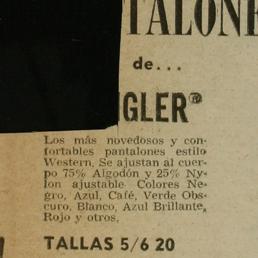 TALONE
de...
GLER®
Los más novedosos y con-
fortables pantalones estilo
Western. Se ajustan al cuer-
po 75% Algodón y 25% Ny-
lon ajustable Colores Ne-
gro, Azul, Café, Verde Obs-
curo, Blanco, Azul Brillante,
Rojo y otros.
TALLAS 5/6 20